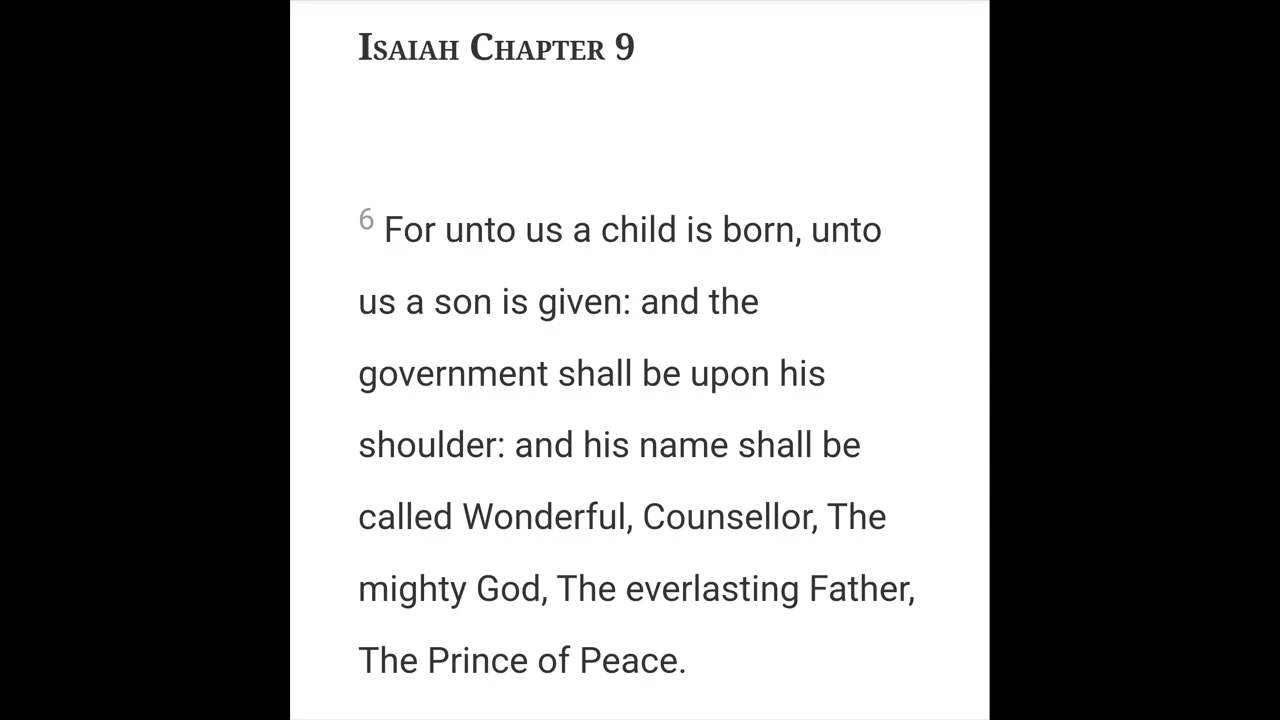 Isaiah Chapter 9
6 For unto us a child is born, unto
us a son is given: and the
government shall be upon his
shoulder: and his name shall be
called Wonderful, Counsellor, The
mighty God, The everlasting Father,
The Prince of Peace.